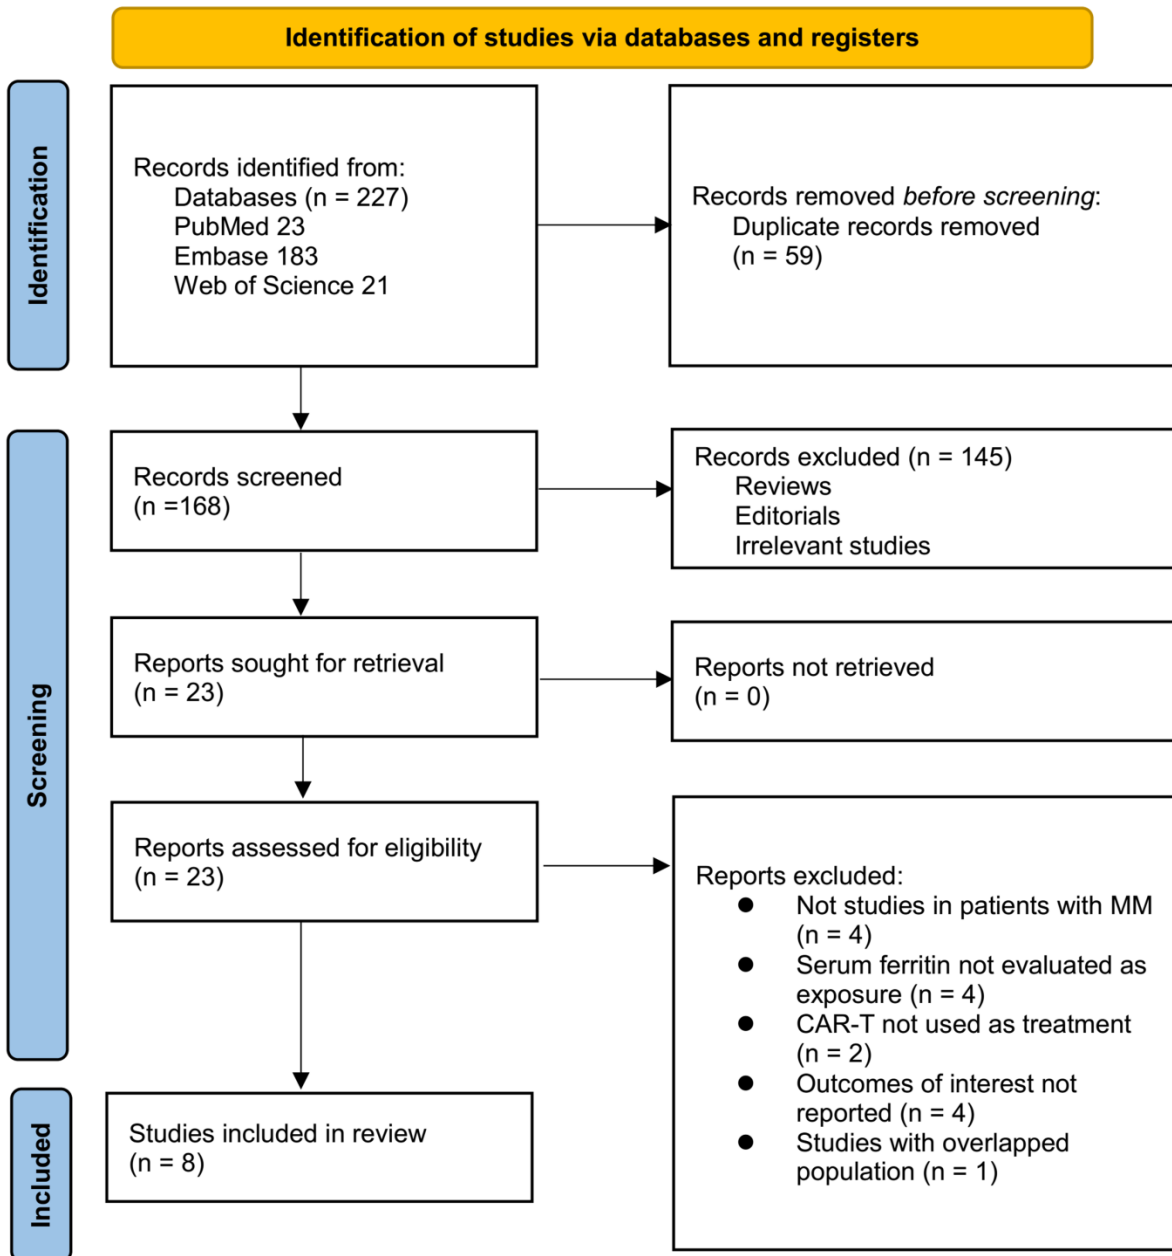 Identification of studies via databases and registers
Identification
Records identified from:
Databases (n = 227)
PubMed 23
Embase 183
Web of Science 21
Records removed before screening:
Duplicate records removed
(n = 59)
Screening
Records screened
(n =168)
Records excluded (n = 145)
Reviews
Editorials
Irrelevant studies
Reports sought for retrieval
(n = 23)
Reports not retrieved
(n = 0)
Reports assessed for eligibility
(n = 23)
Reports excluded:
● Not studies in patients with MM
(n = 4)
● Serum ferritin not evaluated as
exposure (n = 4)
● CAR-T not used as treatment
(n = 2)
● Outcomes of interest not
reported (n = 4)
● Studies with overlapped
population (n = 1)
Included
Studies included in review
(n = 8)